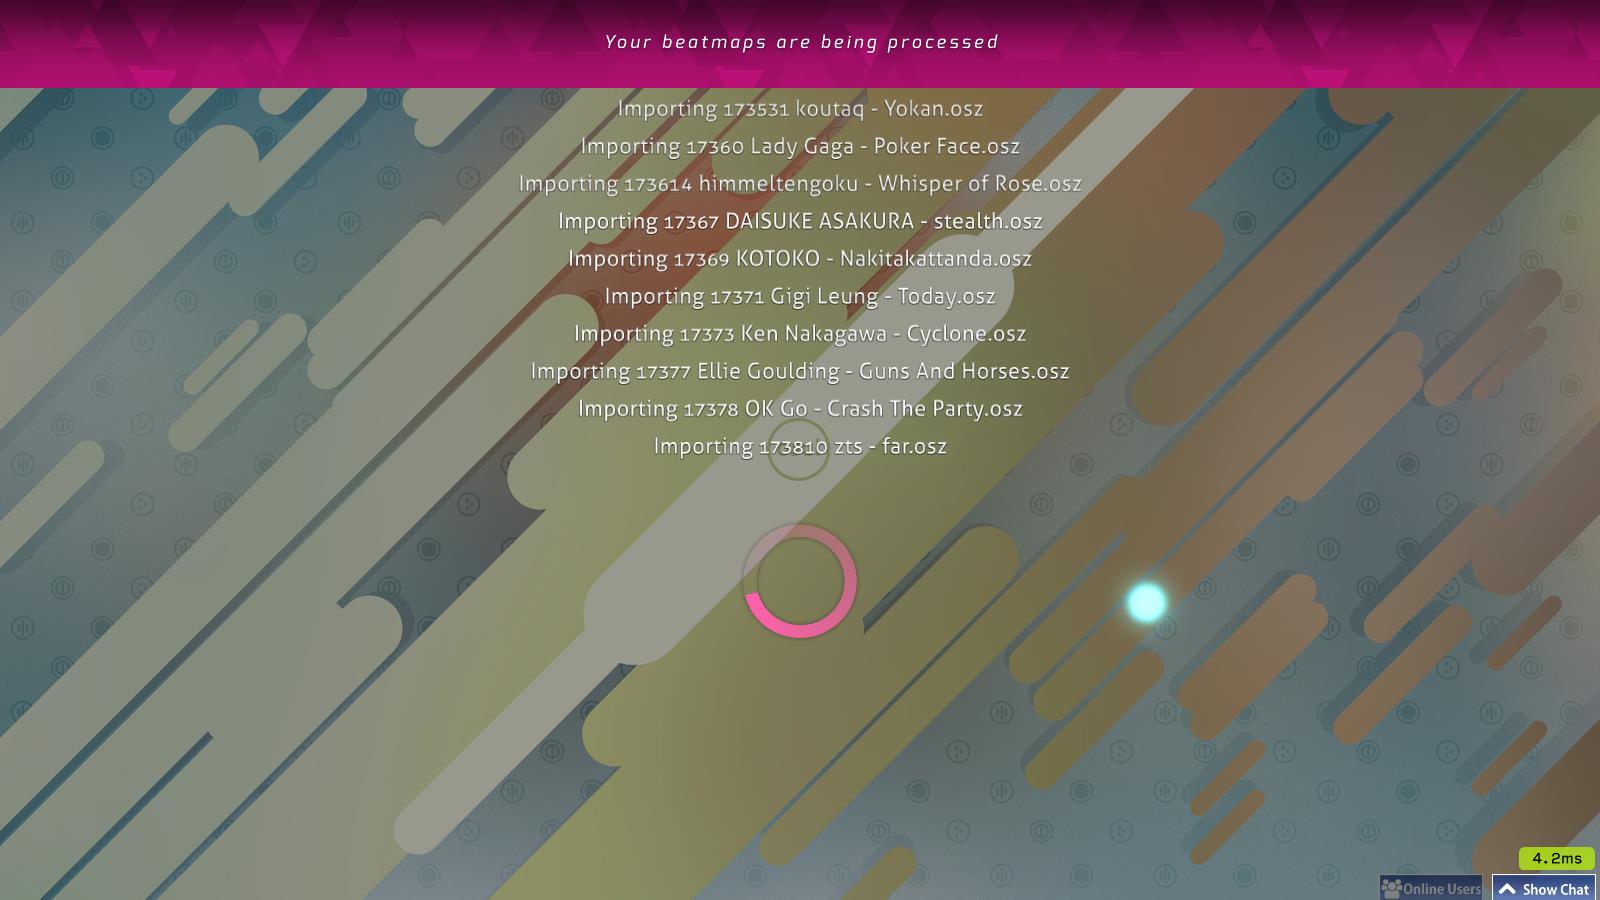 Your beatmaps are being processed
Importing 173531 koutaq - Yokan.osz
Importing 17360 Lady Gaga - Poker Face.osz
Importing 173614 himmeltengoku - Whisper of Rose.osz
Importing 17367 DAISUKE ASAKURA - stealth.osz
Importing 17369 KOTOKO - Nakitakattanda.osz
Importing 17371 Gigi Leung - Today.osz
Importing 17373 Ken Nakagawa - Cyclone.osz
Importing 17377 Ellie Goulding - Guns And Horses.osz
Importing 17378 OK Go - Crash The Party.osz
Importing 173810 zts - far.osz
4.2ms
Online Users
Show Chat